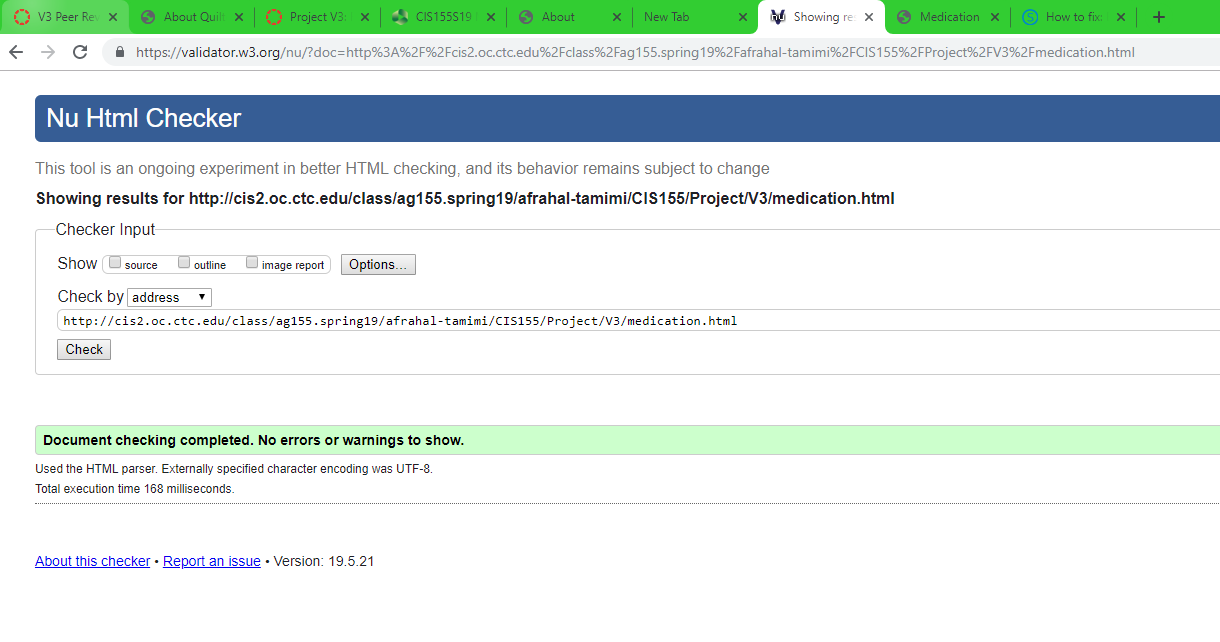 V3 Peer Rev About Quil Project V3: CIS155S19 About New Tab Showing re Medication How to fix
https://validator.w3.org/nu/?doc=http%3A%2F%2Fcis2.oc.ctc.edu%2Fclass%2Fag155.spring19%2Fafrahal-tamimi%2FCIS155%2FProject%2FV3%2Fmedication.html
Nu Html Checker
This tool is an ongoing experiment in better HTML checking, and its behavior remains subject to change
Showing results for http://cis2.oc.ctc.edu/class/ag155.spring19/afrahal-tamimi/CIS155/Project/V3/medication.html
Checker Input
Show source outline image report Options...
Check by address
http://cis2.oc.ctc.edu/class/ag155.spring19/afrahal-tamimi/CIS155/Project/V3/medication.html
Check
Document checking completed. No errors or warnings to show.
Used the HTML parser. Externally specified character encoding was UTF-8.
Total execution time 168 milliseconds.
About this checker • Report an issue • Version: 19.5.21